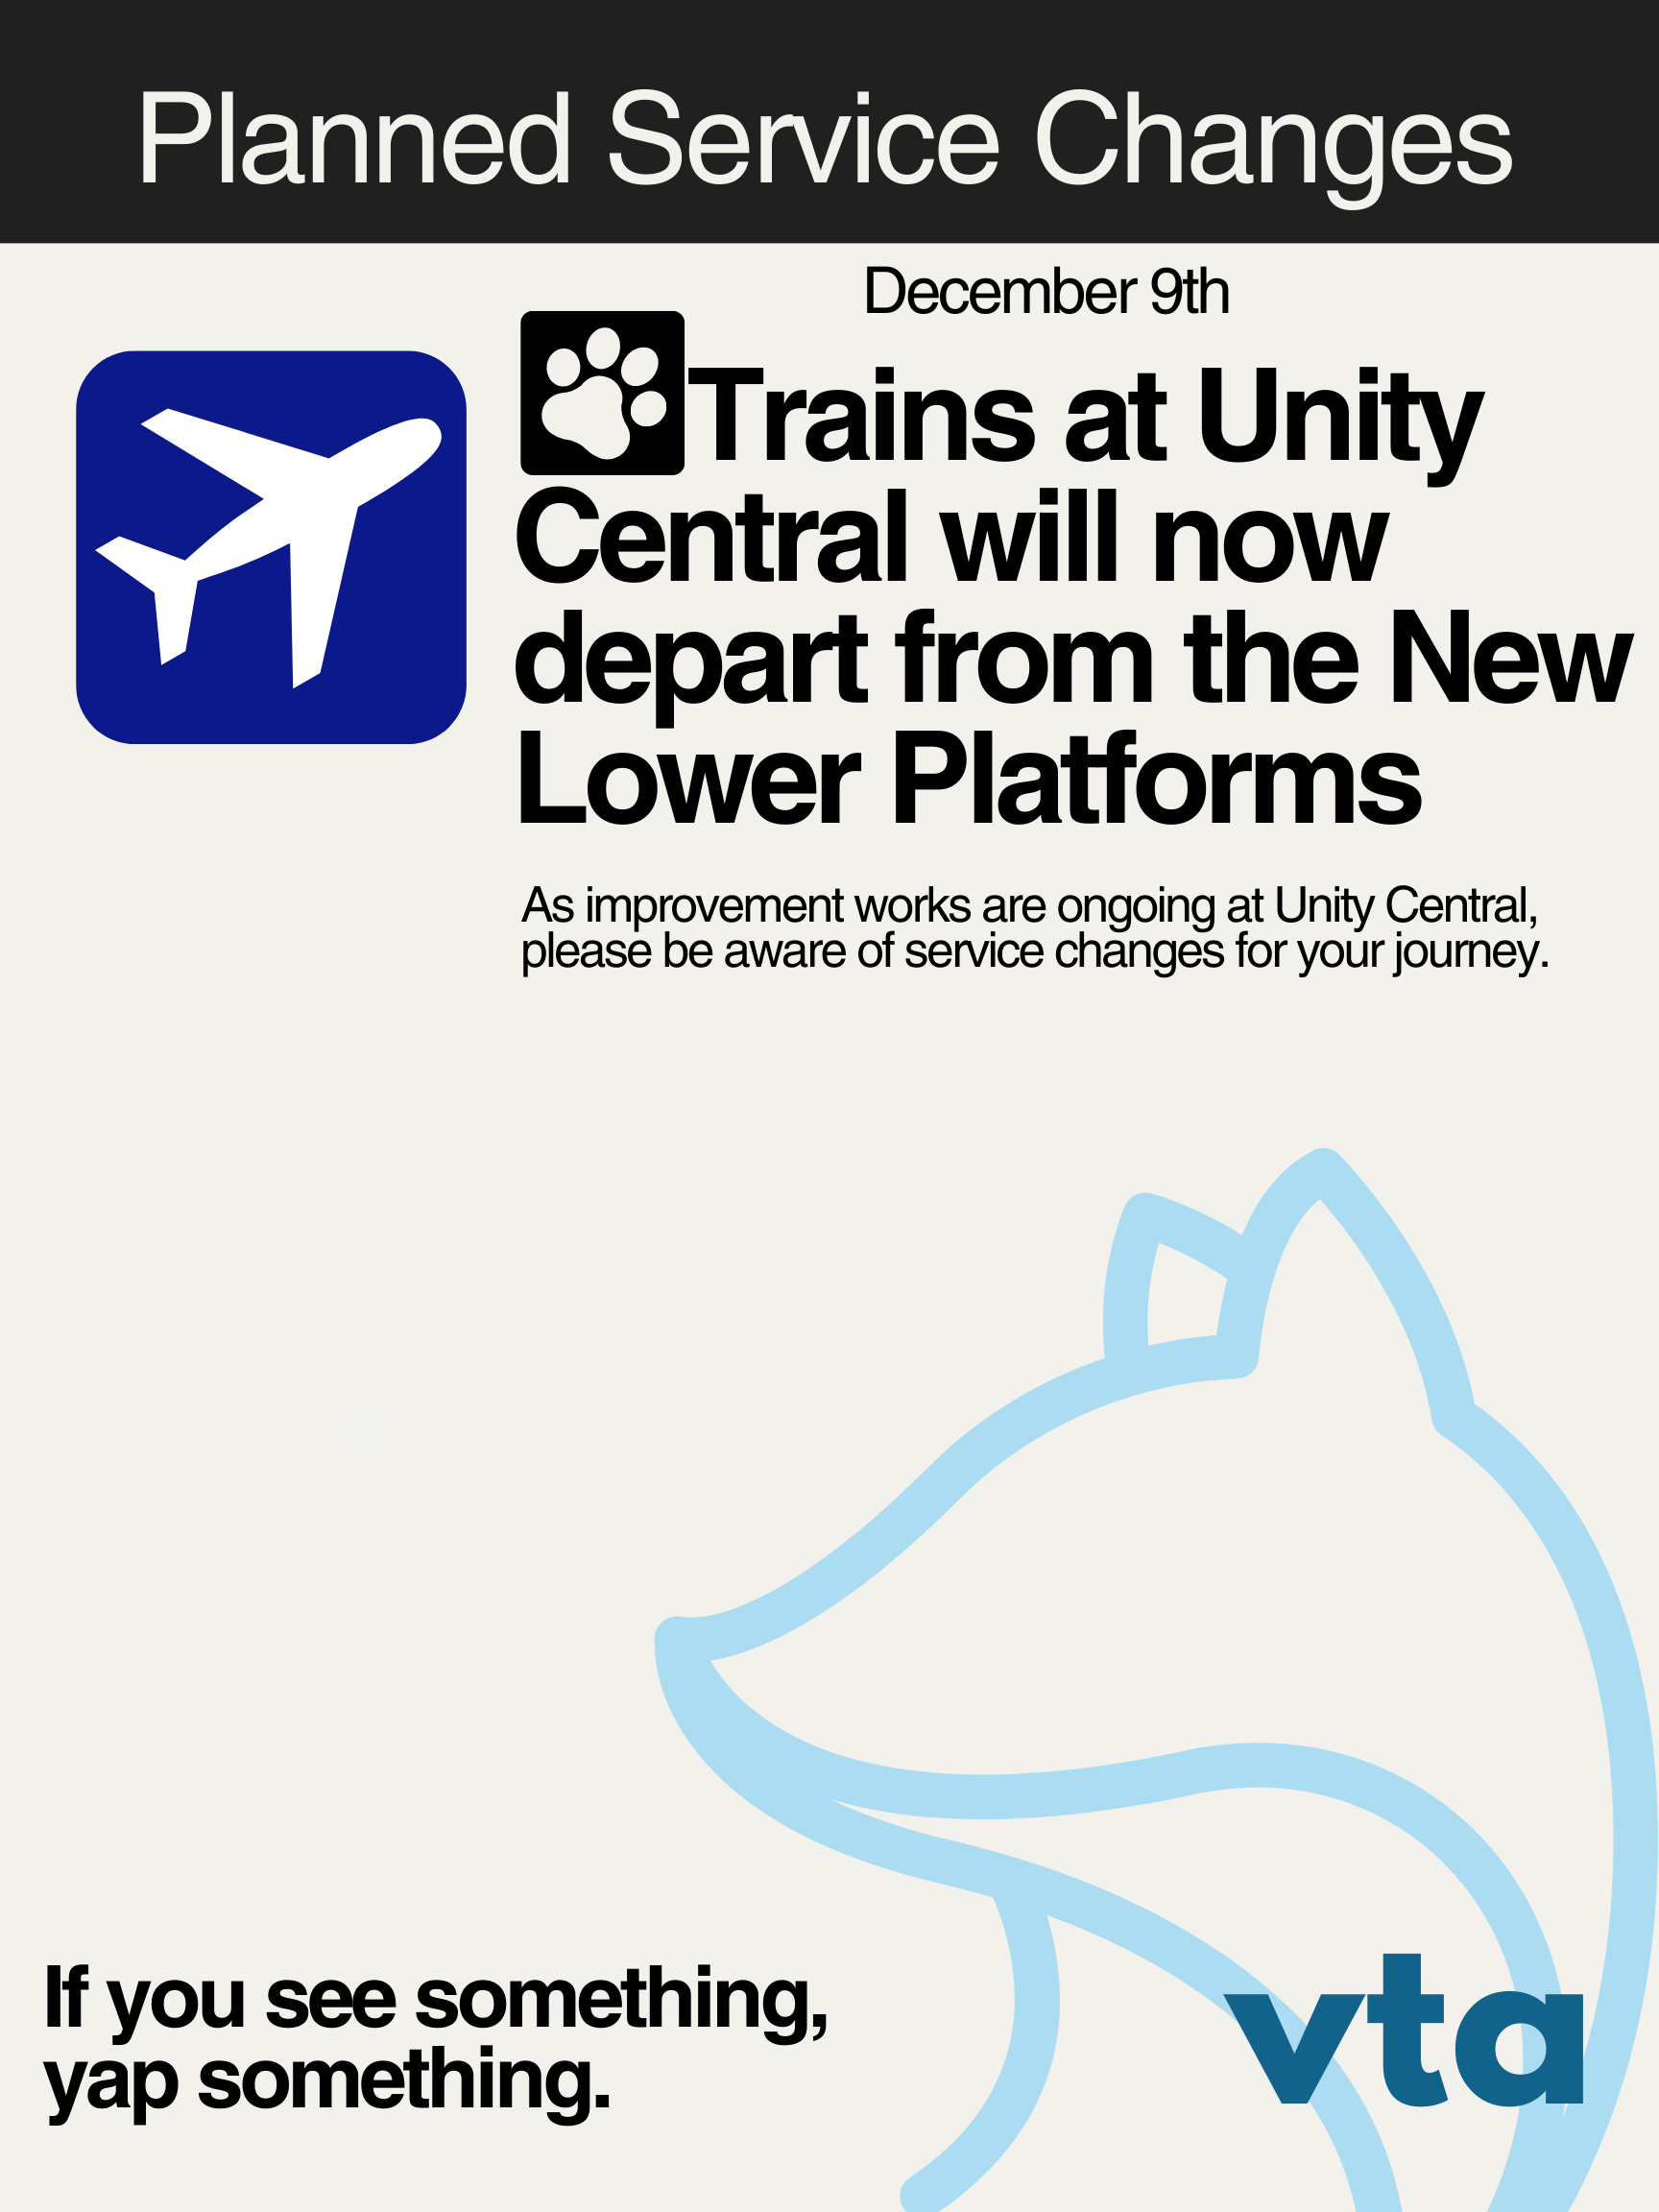 Planned Service Changes
December 9th
Trains at Unity
Central will now
depart from the New
Lower Platforms
As improvement works are ongoing at Unity Central,
please be aware of service changes for your journey.
If you see something,
yap something.
vta